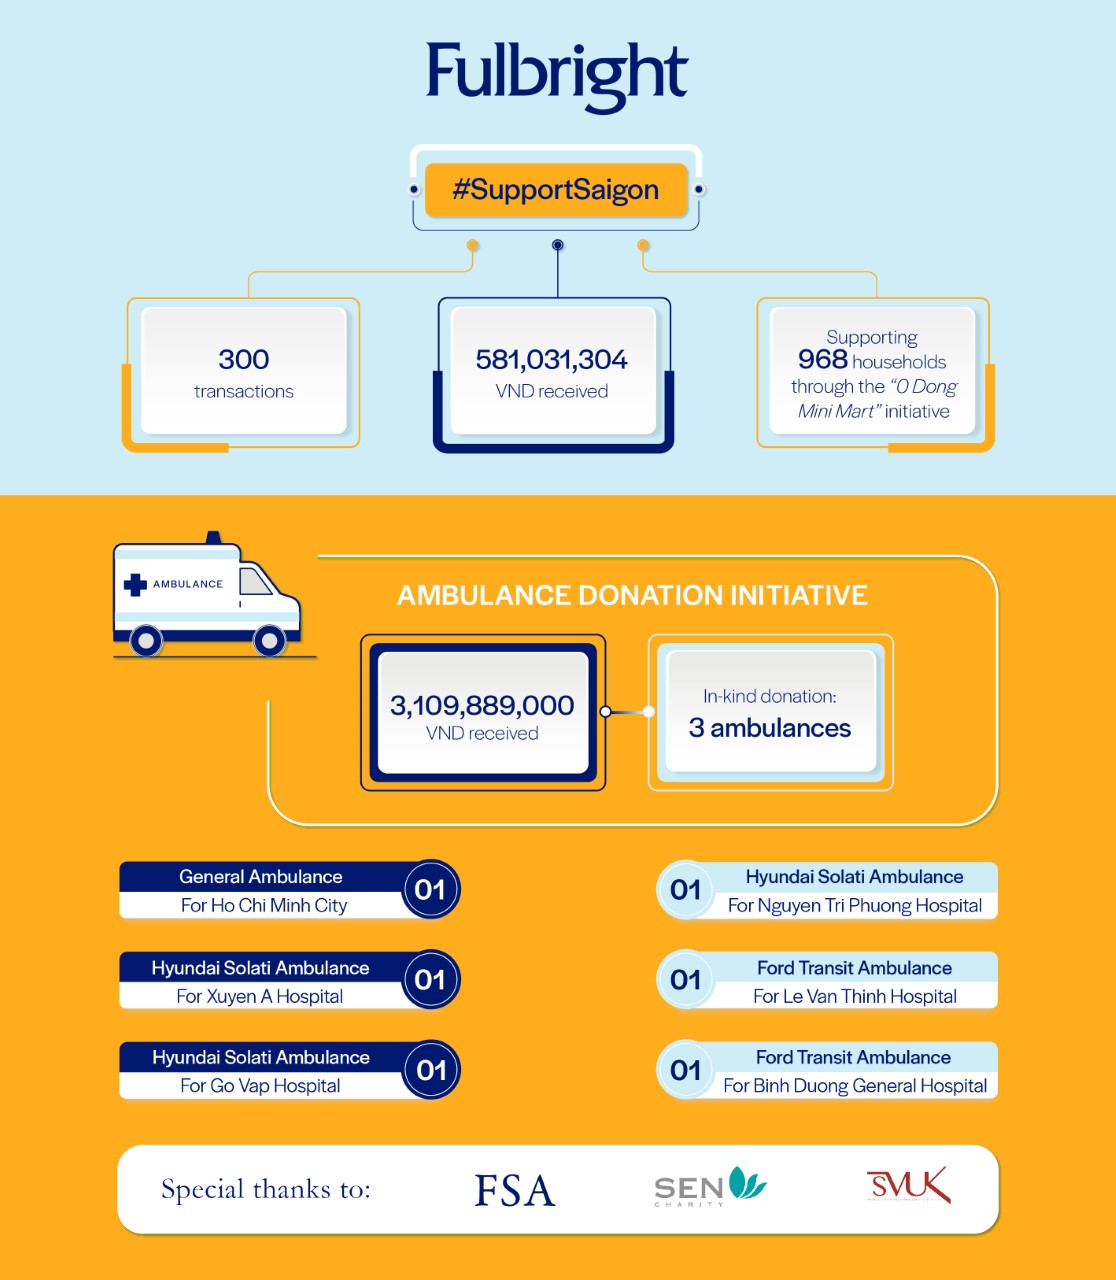 Fulbright
#SupportSaigon
300
transactions
581,031,304
VND received
Supporting
968 households
through the “0 Dong
Mini Mart” initiative
AMBULANCE
AMBULANCE DONATION INITIATIVE
3,109,889,000
VND received
In-kind donation:
3 ambulances
General Ambulance
For Ho Chi Minh City
01
Hyundai Solati Ambulance
For Xuyen A Hospital
01
Hyundai Solati Ambulance
For Go Vap Hospital
01
01
Hyundai Solati Ambulance
For Nguyen Tri Phuong Hospital
01
Ford Transit Ambulance
For Le Van Thinh Hospital
01
Ford Transit Ambulance
For Binh Duong General Hospital
Special thanks to:
FSA
SEN
CHARITY
SVUK